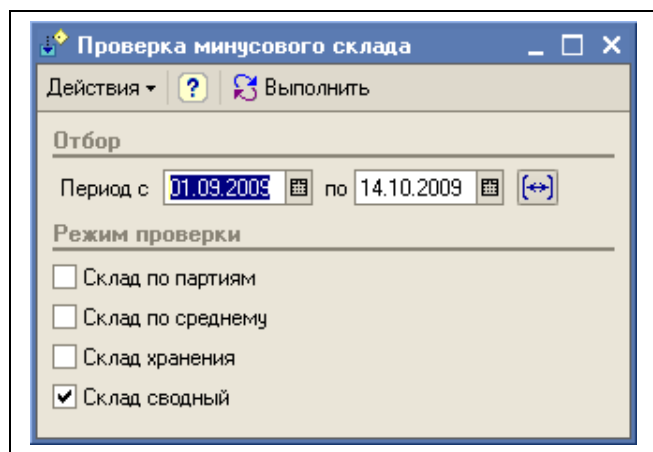 Проверка минусового склада
Действия ? Выполнить
Отбор
Период с 01.09.2009 по 14.10.2009
Режим проверки
Склад по партиям
Склад по среднему
Склад хранения
Склад сводный